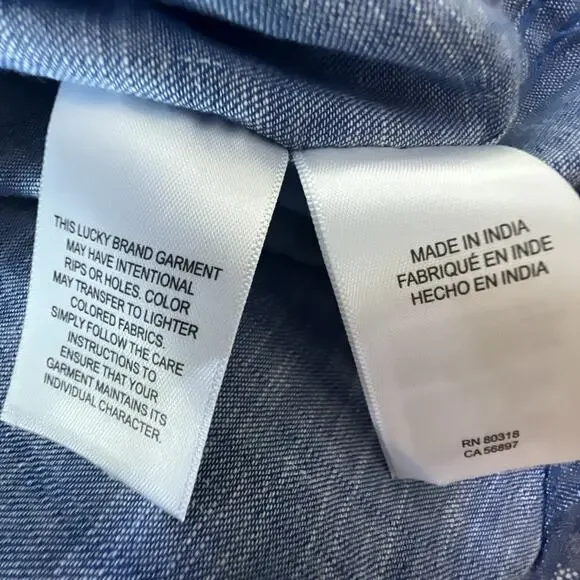 THIS LUCKY BRAND GARMENT
MAY HAVE INTENTIONAL
RIPS OR HOLES. COLOR
MAY TRANSFER TO LIGHTER
COLORED FABRICS.
SIMPLY FOLLOW THE CARE
INSTRUCTIONS TO
ENSURE THAT YOUR
GARMENT MAINTAINS ITS
INDIVIDUAL CHARACTER.
MADE IN INDIA
FABRIQUÉ EN INDE
HECHO EN INDIA
RN 80318
CA 56897